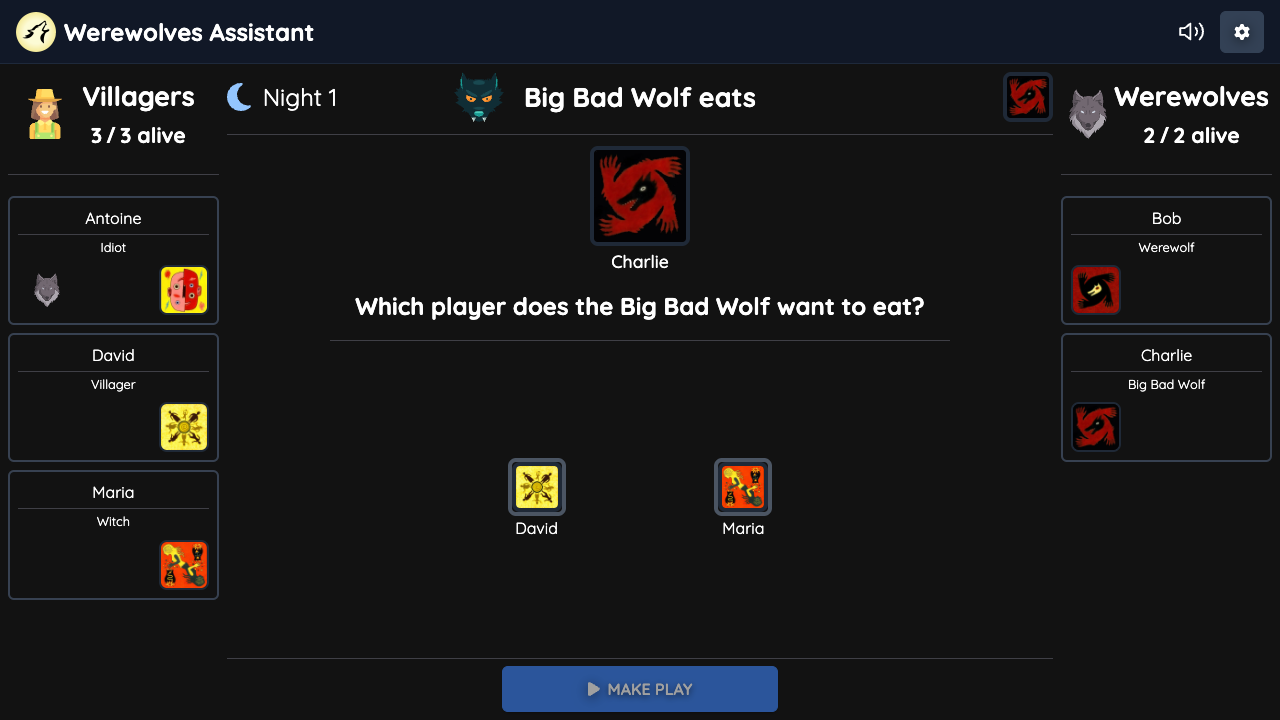 Werewolves Assistant
Villagers
3 / 3 alive
Antoine
Idiot
David
Villager
Maria
Witch
Night 1
Big Bad Wolf eats
Charlie
Which player does the Big Bad Wolf want to eat?
David
Maria
MAKE PLAY
Werewolves
2 / 2 alive
Bob
Werewolf
Charlie
Big Bad Wolf